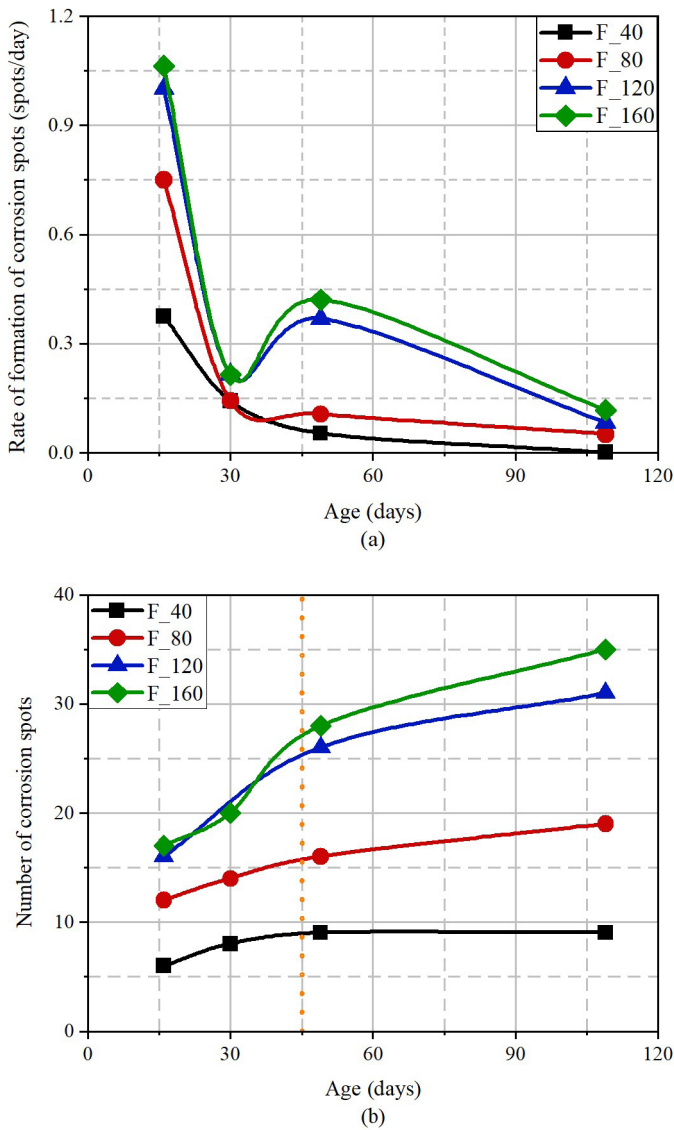 1.2
0.9
0.6
0.3
0.0
Rate of formation of corrosion spots (spots/day)
F_40
F_80
F_120
F_160
0 30 60 90 120
Age (days)
(a)
40
30
20
10
0
Number of corrosion spots
F_40
F_80
F_120
F_160
0 30 60 90 120
Age (days)
(b)